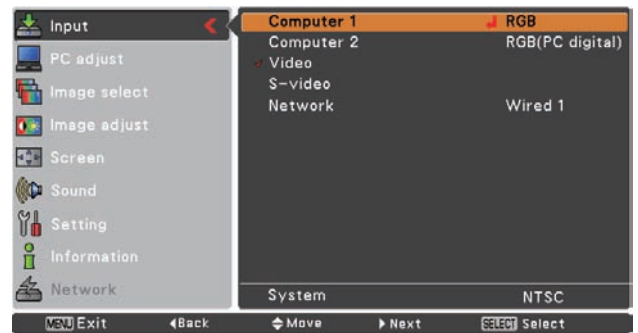 Input
PC adjust
Image select
Image adjust
Screen
Sound
Setting
Information
Network
Computer 1 RGB
Computer 2 RGB(PC digital)
Video
S-video
Network Wired 1
System NTSC
MENU Exit Back Move Next SELECT Select